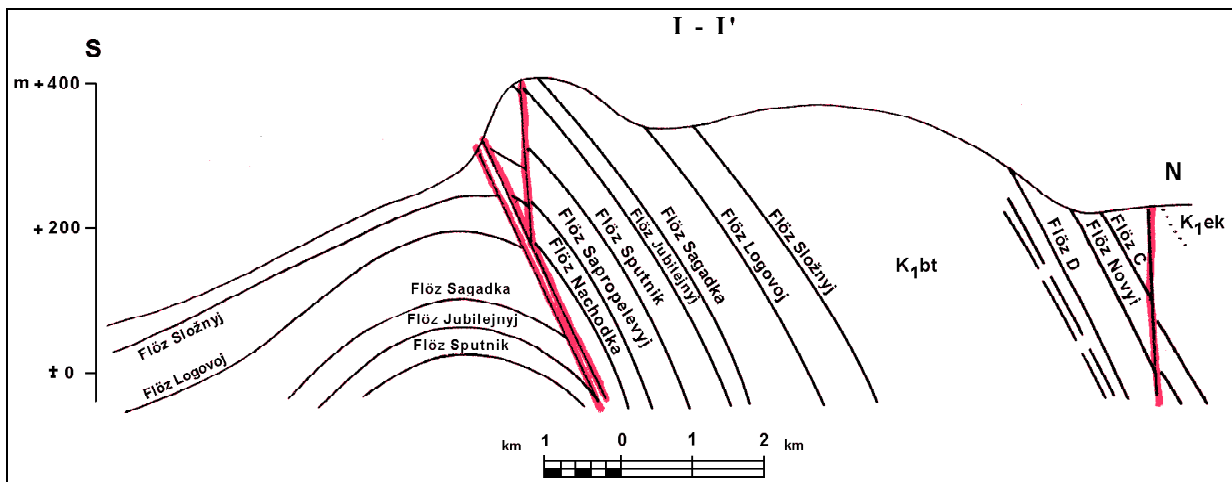 I - I'
S
m + 400
+ 200
± 0
N
Flöz Složnyj
Flöz Logovoj
Flöz Sagadka
Flöz Jubilejnyj
Flöz Sputnik
Flöz Nachodka
Flöz Sapropelevyj
Flöz Sputnik
Flöz Jubilejnyj
Flöz Sagadka
Flöz Logovoj
Flöz Složnyj
K₁bt
Flöz D
Flöz Novyi
Flöz C
K₁ek
km 1 0 1 2 km